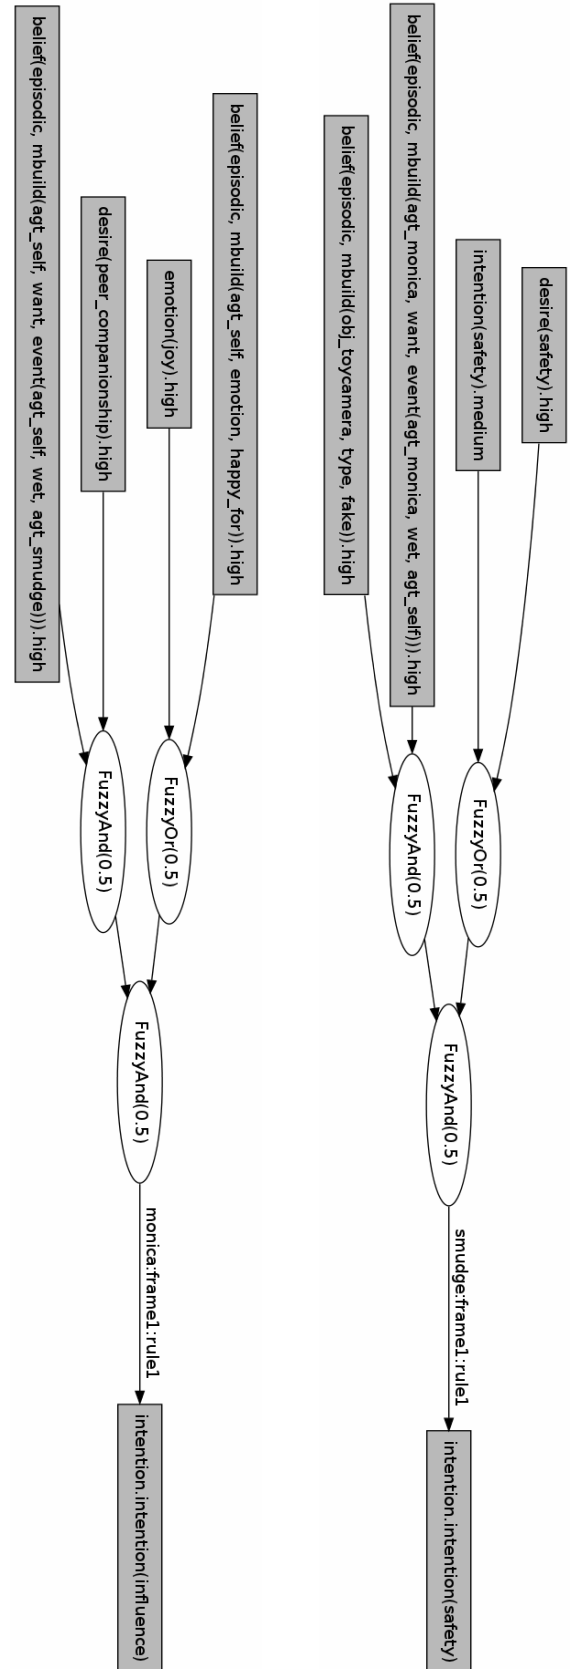 desire(safety).high
intention(safety).medium
belief(episodic, mbuild(agt_monica, want, event(agt_monica, wet, agt_self))).high
belief(episodic, mbuild(obj_toycamera, type, fake)).high
FuzzyOr(0.5)
FuzzyAnd(0.5)
FuzzyAnd(0.5)
smudge:frame1:rule1
intention.intention(safety)
belief(episodic, mbuild(agt_self, emotion, happy_for)).high
emotion(joy).high
desire(peer_companionship).high
belief(episodic, mbuild(agt_self, want, event(agt_self, wet, agt_smudge))).high
FuzzyOr(0.5)
FuzzyAnd(0.5)
FuzzyAnd(0.5)
monica:frame1:rule1
intention.intention(influence)